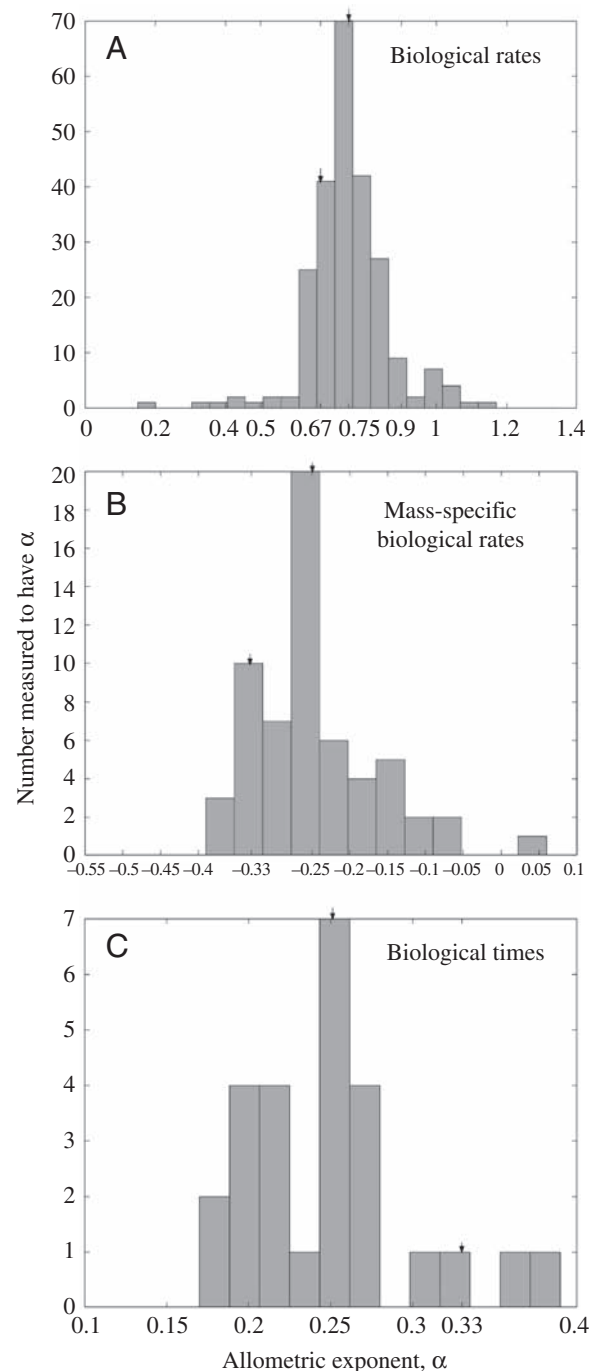 70
60
50
40
30
20
10
0
A
Biological rates
0 0.2 0.4 0.5 0.67 0.75 0.9 1 1.2 1.4
20
18
16
14
12
10
8
6
4
2
0
B
Mass-specific
biological rates
Number measured to have α
–0.55 –0.5 –0.45 –0.4 –0.33 –0.25 –0.2 –0.15 –0.1 –0.05 0 0.05 0.1
7
6
5
4
3
2
1
0
C
Biological times
0.1 0.15 0.2 0.25 0.3 0.33 0.4
Allometric exponent, α